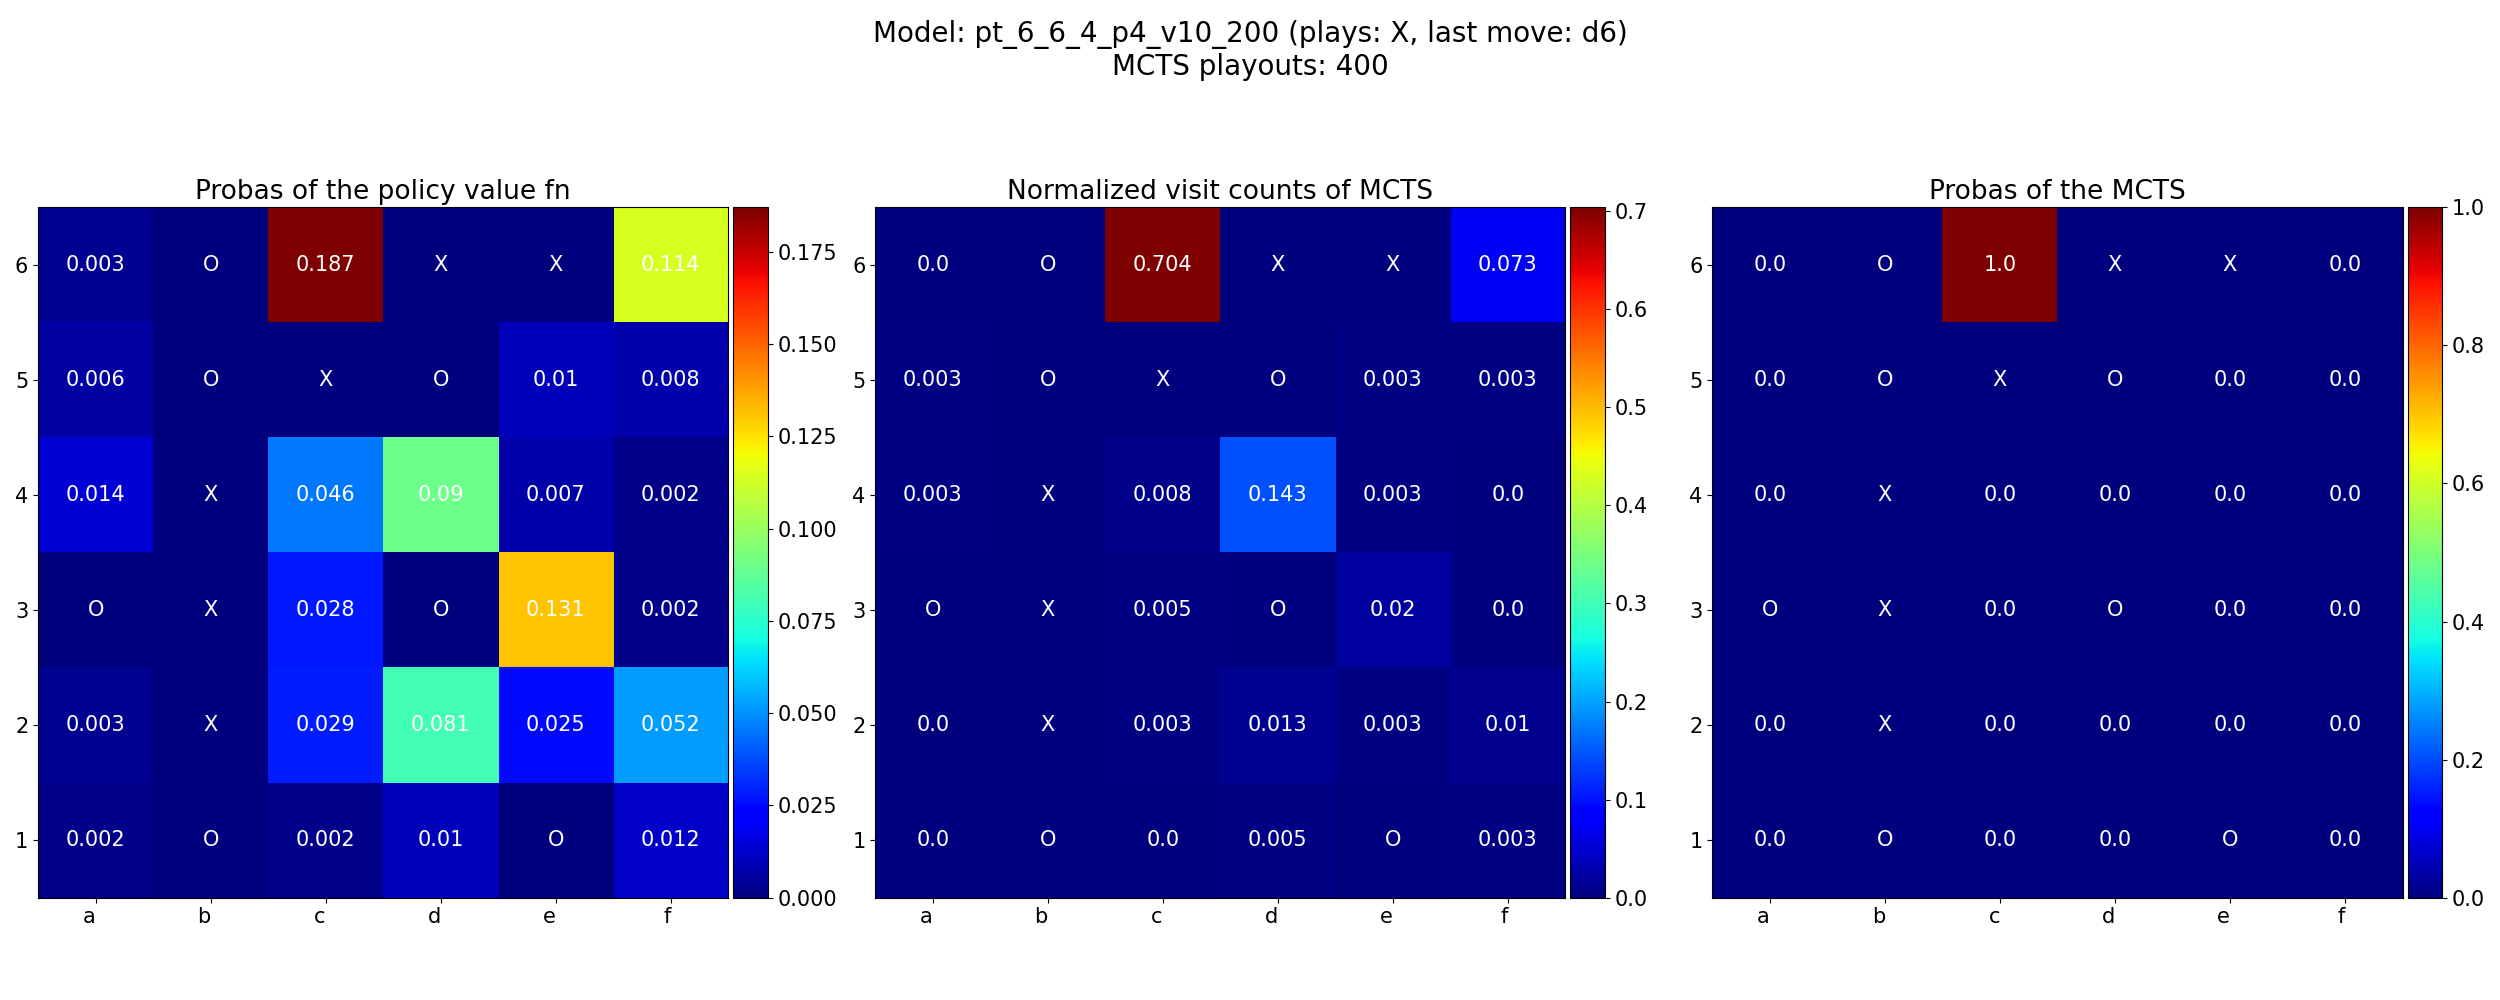 Model: pt_6_6_4_p4_v10_200 (plays: X, last move: d6)
MCTS playouts: 400
Probas of the policy value fn
6 0.003 O 0.187 X X 0.114
5 0.006 O X O 0.01 0.008
4 0.014 X 0.046 0.09 0.007 0.002
3 O X 0.028 O 0.131 0.002
2 0.003 X 0.029 0.081 0.025 0.052
1 0.002 O 0.002 0.01 O 0.012
a b c d e f
0.175
0.150
0.125
0.100
0.075
0.050
0.025
0.000
Normalized visit counts of MCTS
6 0.0 O 0.704 X X 0.073
5 0.003 O X O 0.003 0.003
4 0.003 X 0.008 0.143 0.003 0.0
3 O X 0.005 O 0.02 0.0
2 0.0 X 0.003 0.013 0.003 0.01
1 0.0 O 0.0 0.005 O 0.003
a b c d e f
0.7
0.6
0.5
0.4
0.3
0.2
0.1
0.0
Probas of the MCTS
6 0.0 O 1.0 X X 0.0
5 0.0 O X O 0.0 0.0
4 0.0 X 0.0 0.0 0.0 0.0
3 O X 0.0 O 0.0 0.0
2 0.0 X 0.0 0.0 0.0 0.0
1 0.0 O 0.0 0.0 O 0.0
a b c d e f
1.0
0.8
0.6
0.4
0.2
0.0